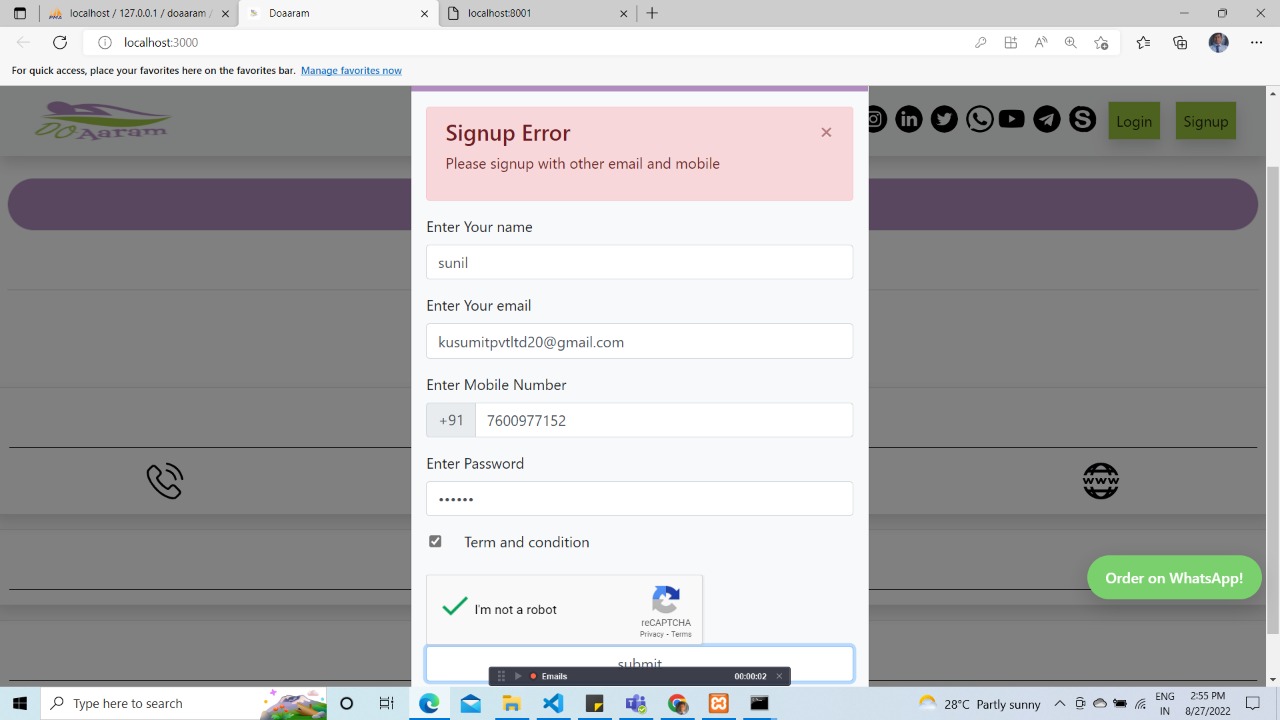 localhost / 127.0.0.1 / doaaram /
Doaaram
localhost:8001
localhost:3000
For quick access, place your favorites here on the favorites bar. Manage favorites now
DO Aaram
Login
Signup
Signup Error
Please signup with other email and mobile
Enter Your name
sunil
Enter Your email
kusumitpvtltd20@gmail.com
Enter Mobile Number
+91 7600977152
Enter Password
Term and condition
WWW
Order on WhatsApp!
I'm not a robot
reCAPTCHA
Privacy - Terms
submit
Emails 00:00:02
Type here to search
28°C Partly sunny
ENG
IN
2:55 PM
8/27/2022